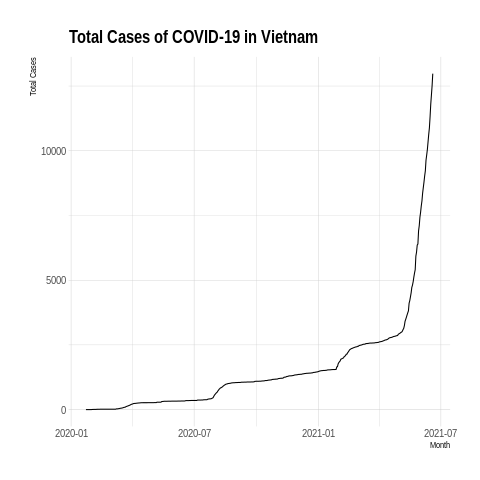 Total Cases of COVID-19 in Vietnam
Total Cases
10000
5000
0
2020-01 2020-07 2021-01 2021-07
Month